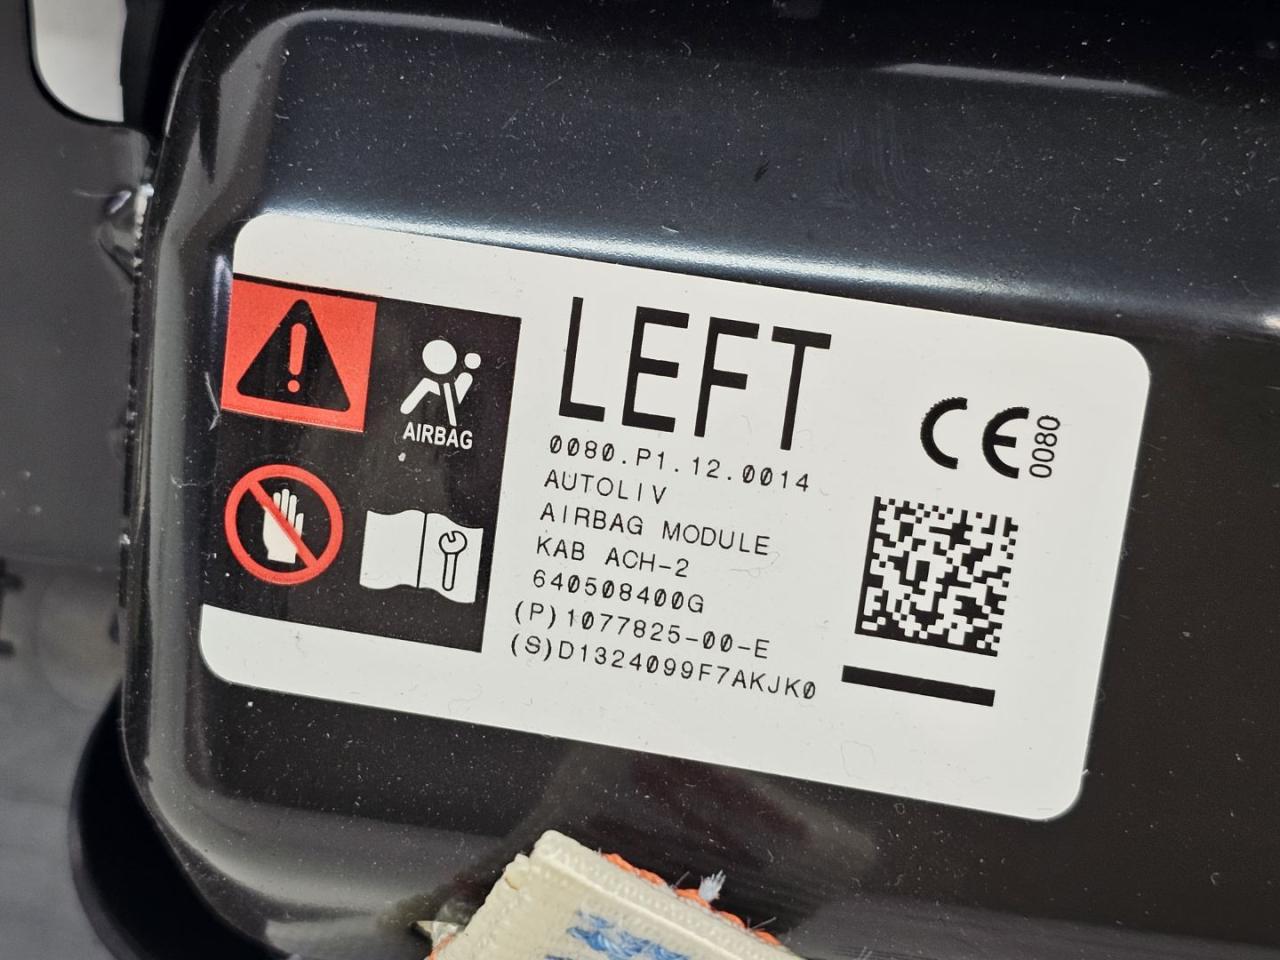 LEFT
AIRBAG
0080.P1.12.0014
AUTOLIV
AIRBAG MODULE
KAB ACH-2
640508400G
(P)1077825-00-E
(S)D1324099F7AKJK0
CE 0080